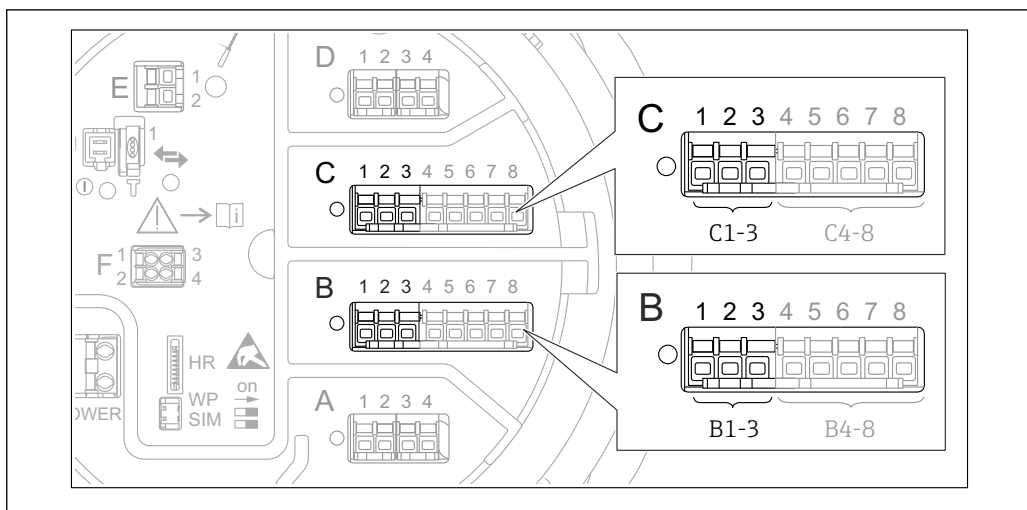 D 1 2 3 4
E 1
2
1
C 1 2 3 4 5 6 7 8
i
F 1 3
2 4
B 1 2 3 4 5 6 7 8
HR
WP on
SIM
OWER
A 1 2 3 4
C 1 2 3 4 5 6 7 8
C1-3 C4-8
B 1 2 3 4 5 6 7 8
B1-3 B4-8